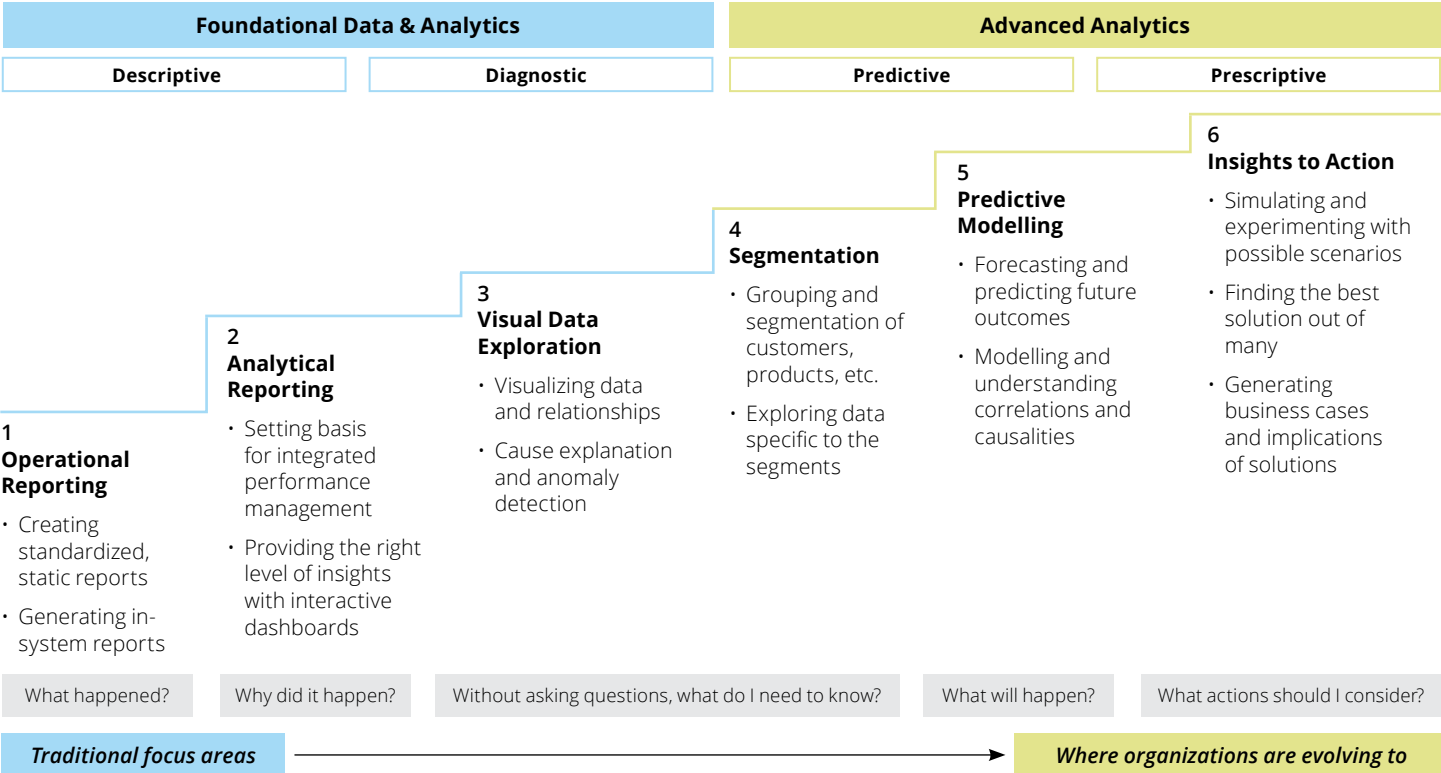 Foundational Data & Analytics
Advanced Analytics
Descriptive
Diagnostic
Predictive
Prescriptive
1
Operational
Reporting
• Creating
standardized,
static reports
• Generating in-
system reports
2
Analytical
Reporting
• Setting basis
for integrated
performance
management
• Providing the right
level of insights
with interactive
dashboards
3
Visual Data
Exploration
• Visualizing data
and relationships
• Cause explanation
and anomaly
detection
4
Segmentation
• Grouping and
segmentation of
customers,
products, etc.
• Exploring data
specific to the
segments
5
Predictive
Modelling
• Forecasting and
predicting future
outcomes
• Modelling and
understanding
correlations and
causalities
6
Insights to Action
• Simulating and
experimenting with
possible scenarios
• Finding the best
solution out of
many
• Generating
business cases
and implications
of solutions
What happened?
Why did it happen?
Without asking questions, what do I need to know?
What will happen?
What actions should I consider?
Traditional focus areas
Where organizations are evolving to